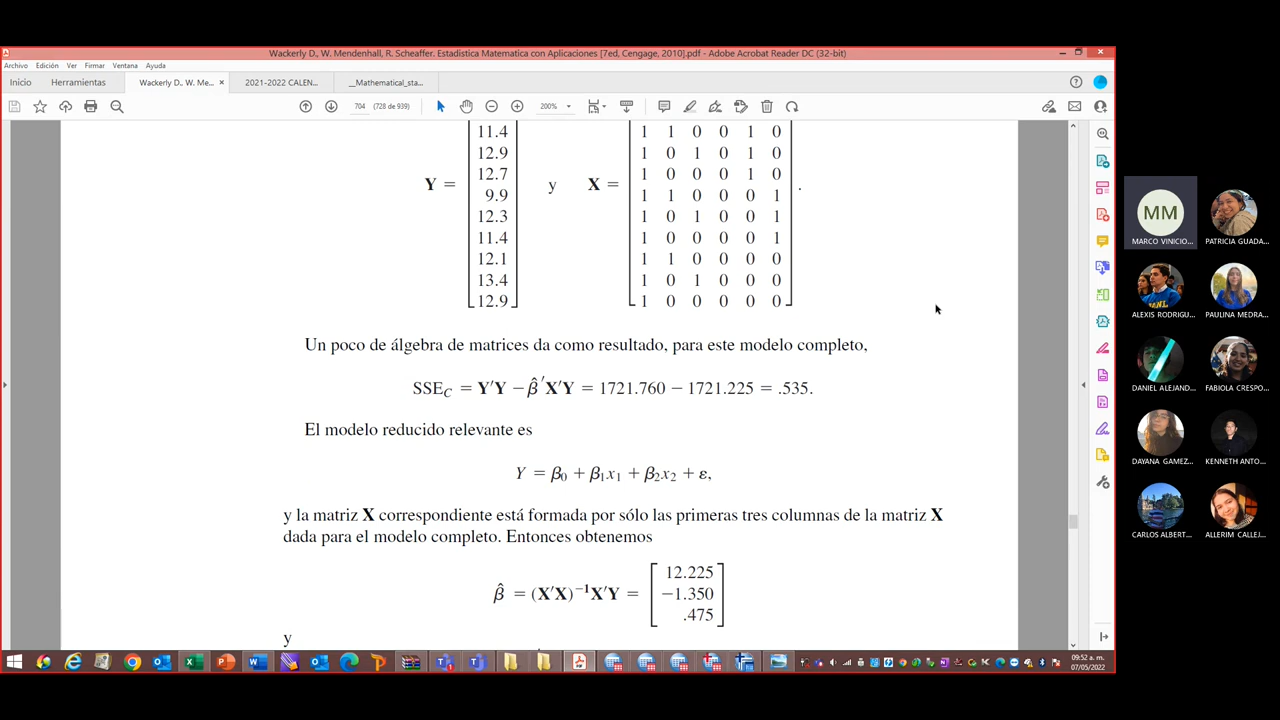 Wackerly D., W. Mendenhall, R. Scheaffer. Estadística Matematica con Aplicaciones [7ed, Cengage, 2010].pdf - Adobe Acrobat Reader DC (32-bit)
Archivo Edición Ver Firmar Ventana Ayuda
Inicio Herramientas Wackerly D., W. Me... × 2021-2022 CALEN... __Mathematical_sta...
704 (728 de 939) 200%
11.4 1 1 0 0 1 0
12.9 1 0 1 0 1 0
12.7 1 0 0 0 1 0
Y = y X = .
9.9 1 1 0 0 0 1
12.3 1 0 1 0 0 1
11.4 1 0 0 0 0 1
12.1 1 1 0 0 0 0
13.4 1 0 1 0 0 0
12.9 1 0 0 0 0 0
Un poco de álgebra de matrices da como resultado, para este modelo completo,
SSE_C = Y′Y − β̂′X′Y = 1721.760 − 1721.225 = .535.
El modelo reducido relevante es
Y = β₀ + β₁x₁ + β₂x₂ + ε,
y la matriz X correspondiente está formada por sólo las primeras tres columnas de la matriz X
dada para el modelo completo. Entonces obtenemos
12.225
β̂ = (X′X)⁻¹X′Y = −1.350
.475
y
09:52 a. m.
07/05/2022
MM
MARCO VINICIO...
PATRICIA GUADA...
ALEXIS RODRIGU...
PAULINA MEDRA...
DANIEL ALEJAND...
FABIOLA CRESPO...
DAYANA GAMEZ...
KENNETH ANTO...
CARLOS ALBERT...
ALLERIM CALLEJ...